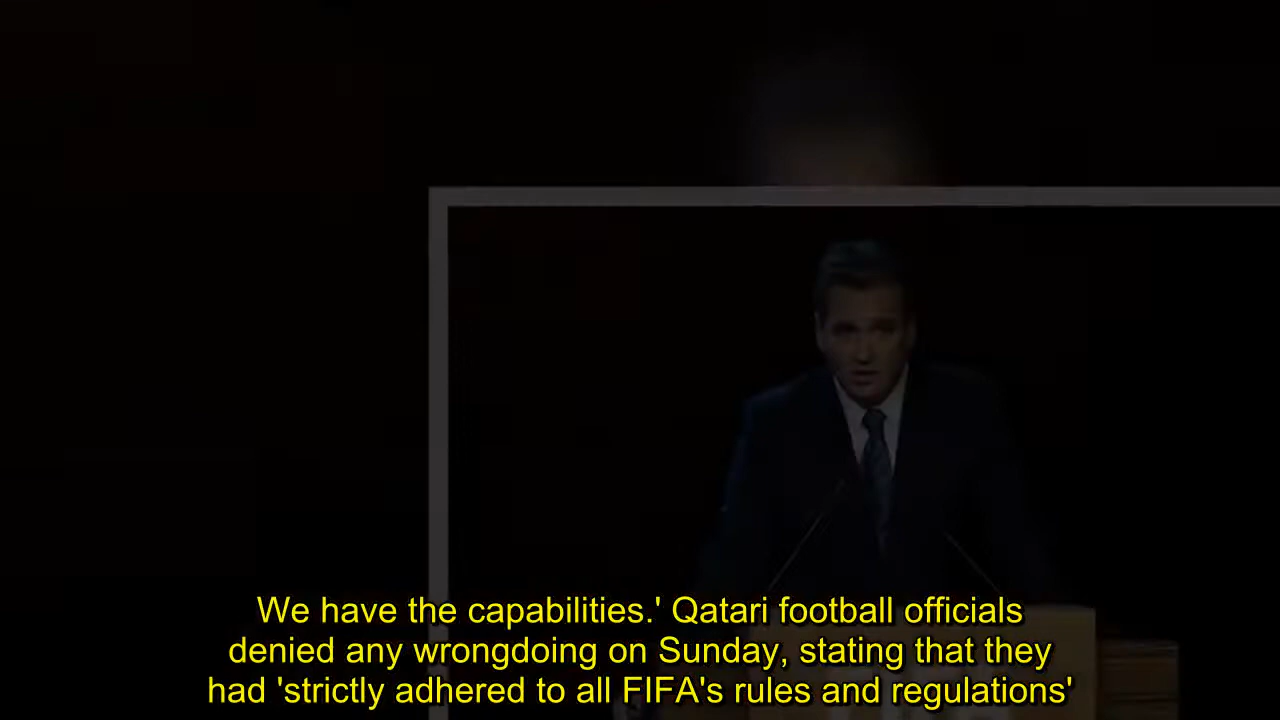 We have the capabilities.' Qatari football officials
denied any wrongdoing on Sunday, stating that they
had 'strictly adhered to all FIFA's rules and regulations'